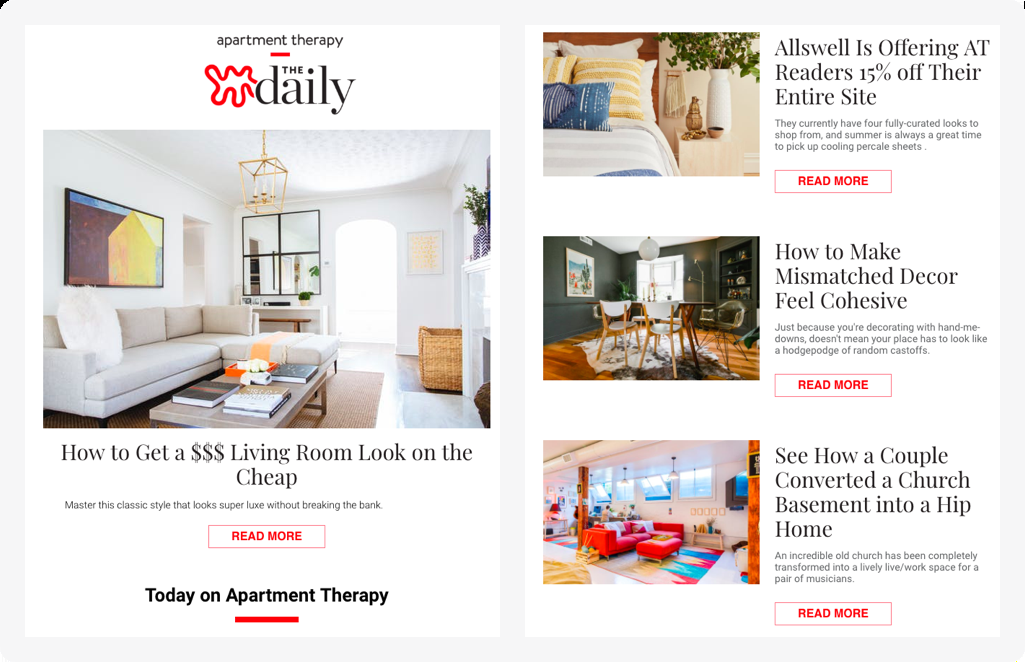 apartment therapy
THE
daily
How to Get a $$$ Living Room Look on the
Cheap
Master this classic style that looks super luxe without breaking the bank.
READ MORE
Today on Apartment Therapy
Allswell Is Offering AT
Readers 15% off Their
Entire Site
They currently have four fully-curated looks to
shop from, and summer is always a great time
to pick up cooling percale sheets .
READ MORE
How to Make
Mismatched Decor
Feel Cohesive
Just because you're decorating with hand-me-
downs, doesn't mean your place has to look like
a hodgepodge of random castoffs.
READ MORE
See How a Couple
Converted a Church
Basement into a Hip
Home
An incredible old church has been completely
transformed into a lively live/work space for a
pair of musicians.
READ MORE